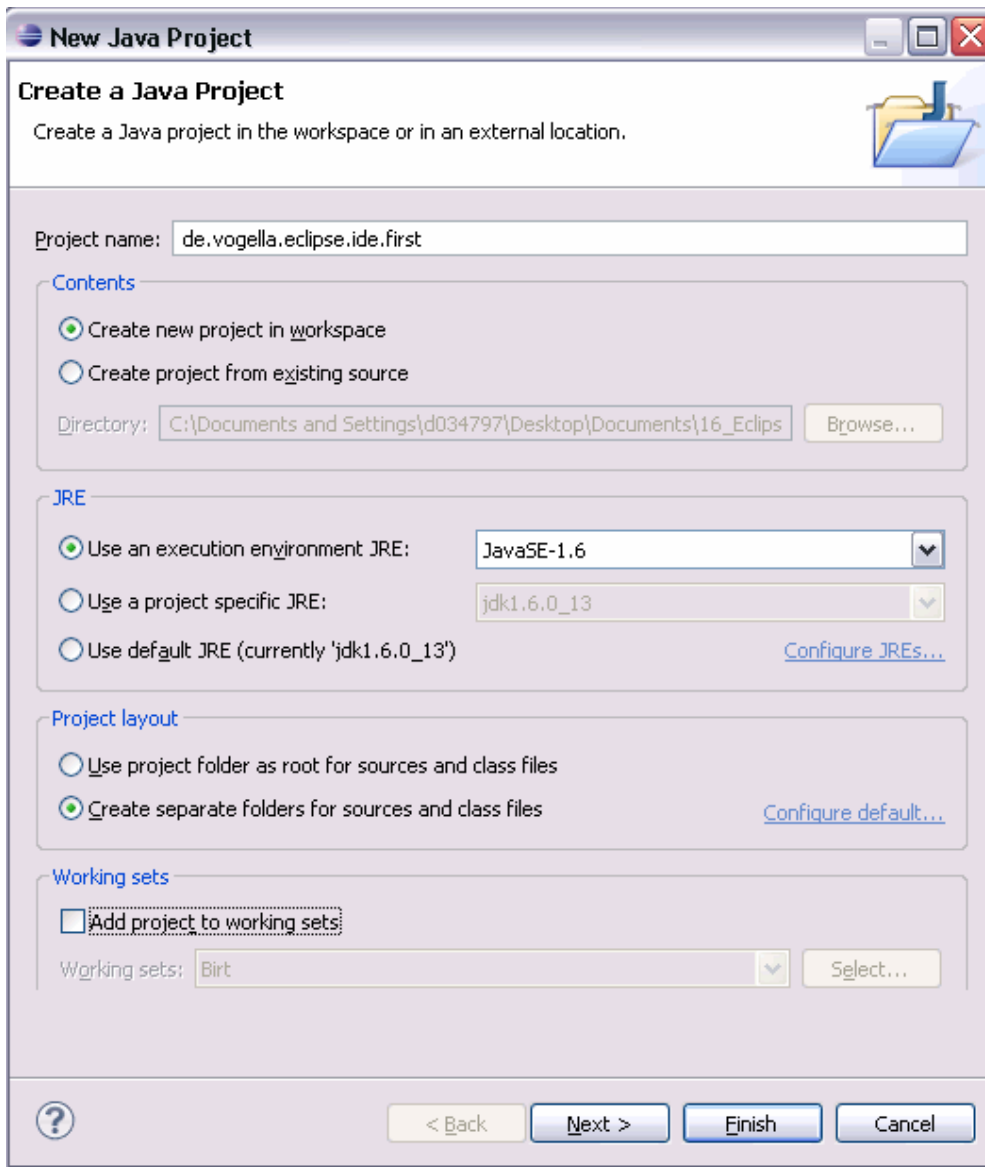 New Java Project
Create a Java Project
Create a Java project in the workspace or in an external location.
Project name: de.vogella.eclipse.ide.first
Contents
Create new project in workspace
Create project from existing source
Directory: C:\Documents and Settings\d034797\Desktop\Documents\16_Eclips Browse...
JRE
Use an execution environment JRE: JavaSE-1.6
Use a project specific JRE: jdk1.6.0_13
Use default JRE (currently 'jdk1.6.0_13') Configure JREs...
Project layout
Use project folder as root for sources and class files
Create separate folders for sources and class files Configure default...
Working sets
Add project to working sets
Working sets: Birt Select...
? < Back Next > Finish Cancel